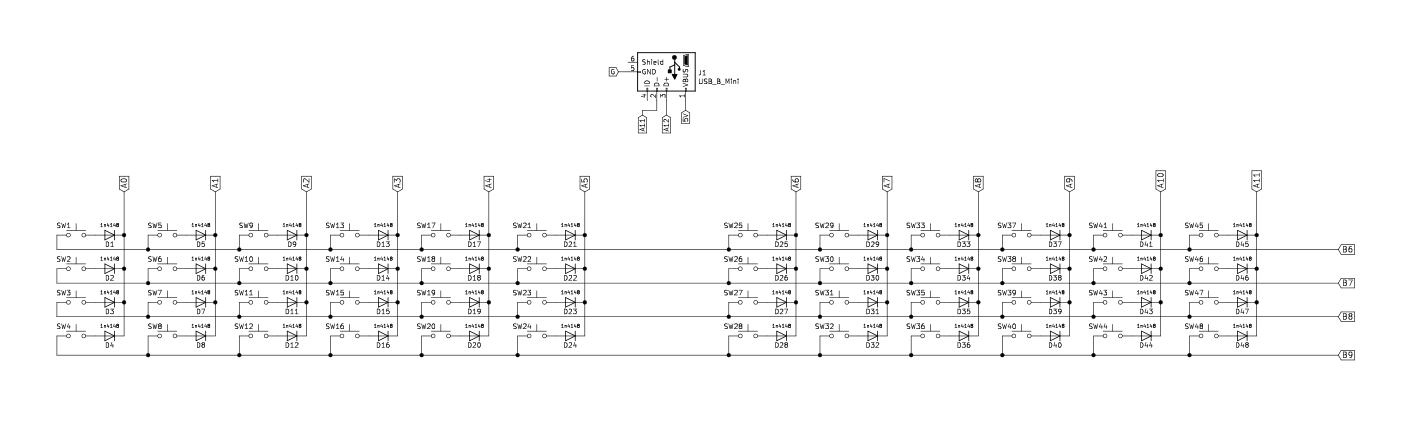 6 Shield
5 GND
G
ID D- D+ VBUS
J1
USB_B_Mini
4 2 3 1
A11 A12 5V
A0 A1 A2 A3 A4 A5 A6 A7 A8 A9 A10 A11
SW1 1n4148 SW5 1n4148 SW9 1n4148 SW13 1n4148 SW17 1n4148 SW21 1n4148 SW25 1n4148 SW29 1n4148 SW33 1n4148 SW37 1n4148 SW41 1n4148 SW45 1n4148
D1 D5 D9 D13 D17 D21 D25 D29 D33 D37 D41 D45
B6
SW2 1n4148 SW6 1n4148 SW10 1n4148 SW14 1n4148 SW18 1n4148 SW22 1n4148 SW26 1n4148 SW30 1n4148 SW34 1n4148 SW38 1n4148 SW42 1n4148 SW46 1n4148
D2 D6 D10 D14 D18 D22 D26 D30 D34 D38 D42 D46
B7
SW3 1n4148 SW7 1n4148 SW11 1n4148 SW15 1n4148 SW19 1n4148 SW23 1n4148 SW27 1n4148 SW31 1n4148 SW35 1n4148 SW39 1n4148 SW43 1n4148 SW47 1n4148
D3 D7 D11 D15 D19 D23 D27 D31 D35 D39 D43 D47
B8
SW4 1n4148 SW8 1n4148 SW12 1n4148 SW16 1n4148 SW20 1n4148 SW24 1n4148 SW28 1n4148 SW32 1n4148 SW36 1n4148 SW40 1n4148 SW44 1n4148 SW48 1n4148
D4 D8 D12 D16 D20 D24 D28 D32 D36 D40 D44 D48
B9